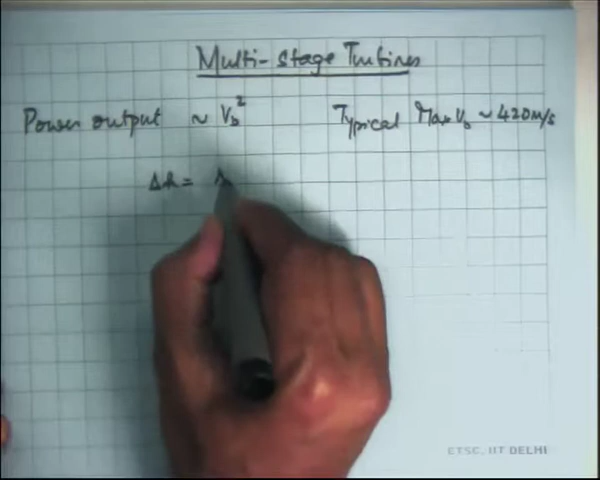 Multi-Stage Turbines
Power output ~ V_b^2 Typical Max V_b ~ 420 m/s
Δh =
ETSC, IIT DELHI